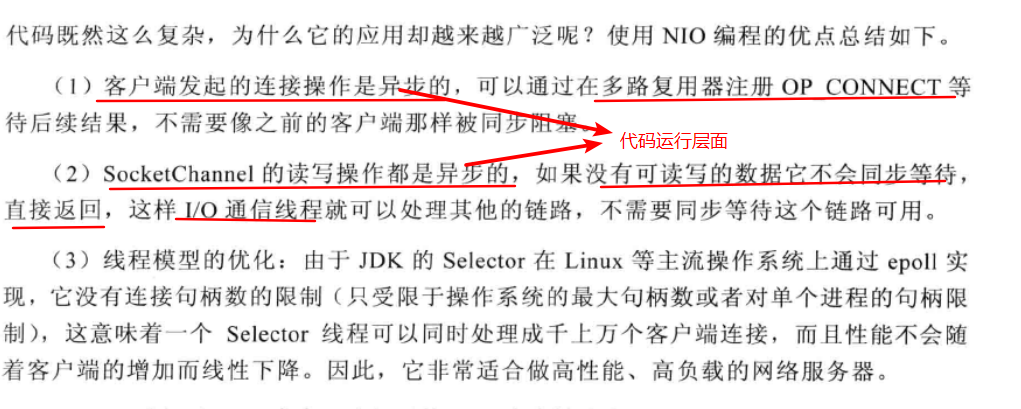 代码既然这么复杂，为什么它的应用却越来越广泛呢？使用 NIO 编程的优点总结如下。
（1）客户端发起的连接操作是异步的，可以通过在多路复用器注册 OP_CONNECT 等
待后续结果，不需要像之前的客户端那样被同步阻塞。
代码运行层面
（2）SocketChannel 的读写操作都是异步的，如果没有可读写的数据它不会同步等待，
直接返回，这样 I/O 通信线程就可以处理其他的链路，不需要同步等待这个链路可用。
（3）线程模型的优化：由于 JDK 的 Selector 在 Linux 等主流操作系统上通过 epoll 实
现，它没有连接句柄数的限制（只受限于操作系统的最大句柄数或者对单个进程的句柄限
制），这意味着一个 Selector 线程可以同时处理成千上万个客户端连接，而且性能不会随
着客户端的增加而线性下降。因此，它非常适合做高性能、高负载的网络服务器。